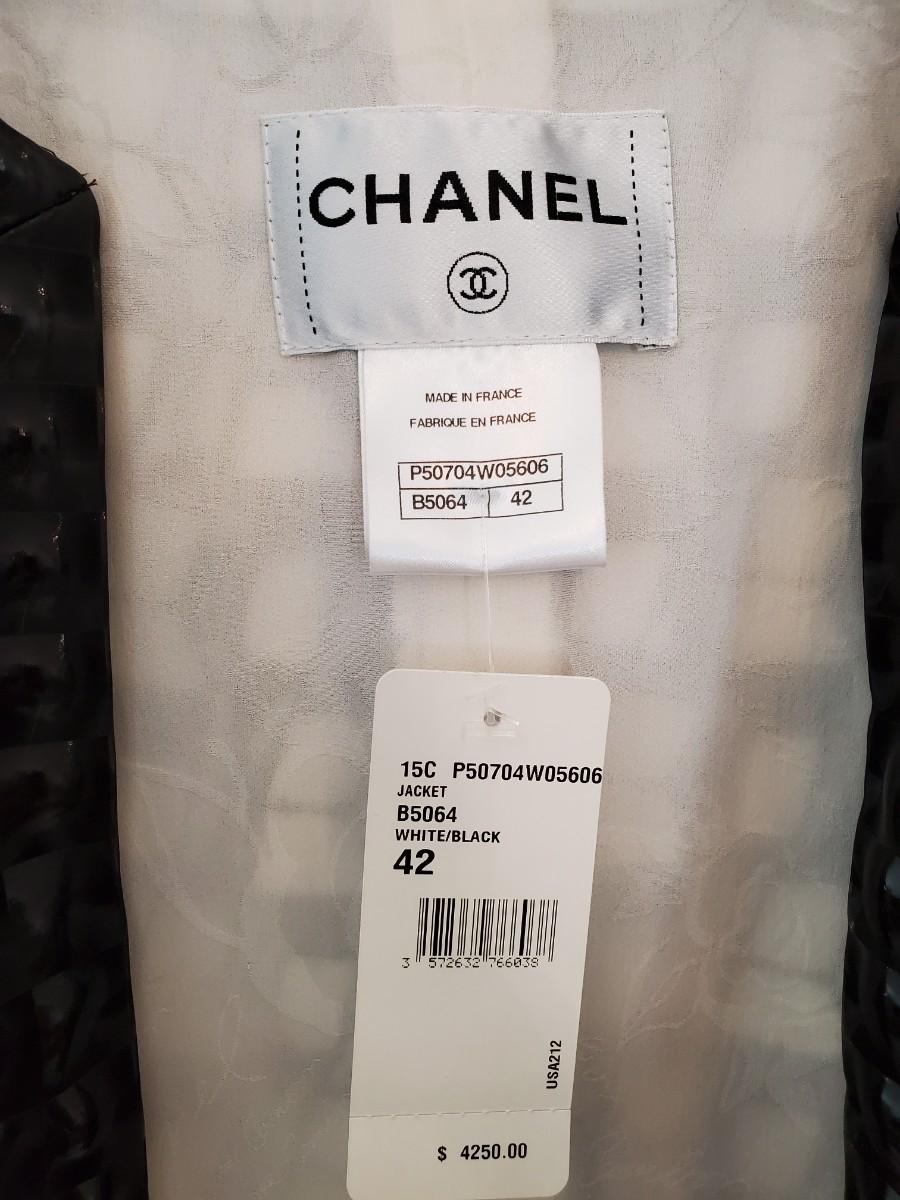 CHANEL
MADE IN FRANCE
FABRIQUE EN FRANCE
P50704W05606
B5064 42
15C P50704W05606
JACKET
B5064
WHITE/BLACK
42
3 572632 766038
USA212
$ 4250.00